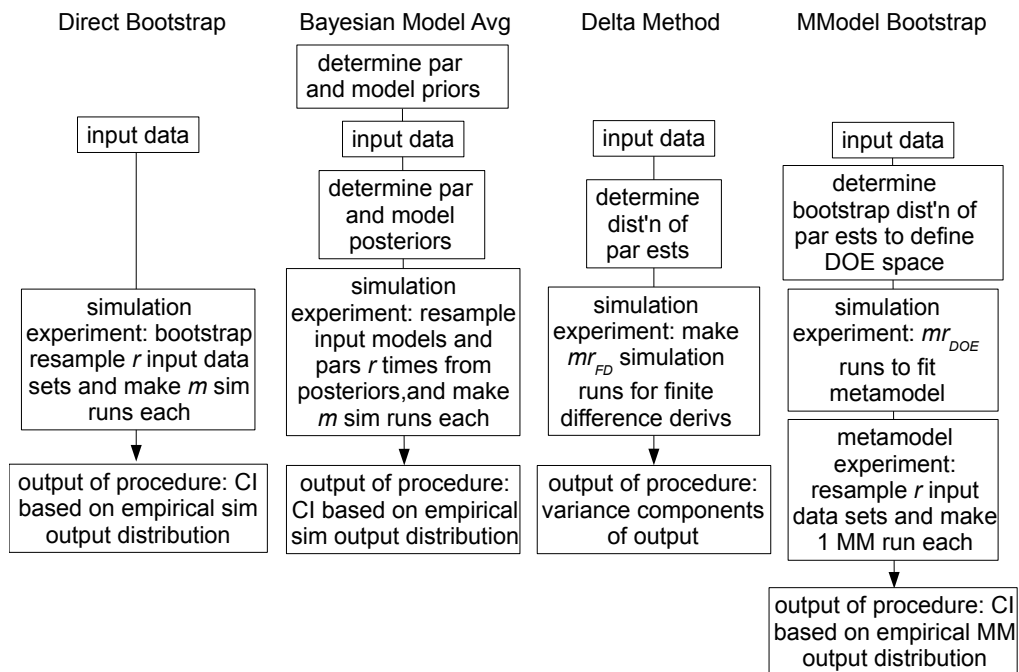 Direct Bootstrap
input data
simulation
experiment: bootstrap
resample r input data
sets and make m sim
runs each
output of procedure: CI
based on empirical sim
output distribution
Bayesian Model Avg
determine par
and model priors
input data
determine par
and model
posteriors
simulation
experiment: resample
input models and
pars r times from
posteriors,and make
m sim runs each
output of procedure:
CI based on empirical
sim output distribution
Delta Method
input data
determine
dist'n of
par ests
simulation
experiment: make
mr_FD simulation
runs for finite
difference derivs
output of procedure:
variance components
of output
MModel Bootstrap
input data
determine
bootstrap dist'n of
par ests to define
DOE space
simulation
experiment: mr_DOE
runs to fit
metamodel
metamodel
experiment:
resample r input
data sets and make
1 MM run each
output of procedure: CI
based on empirical MM
output distribution